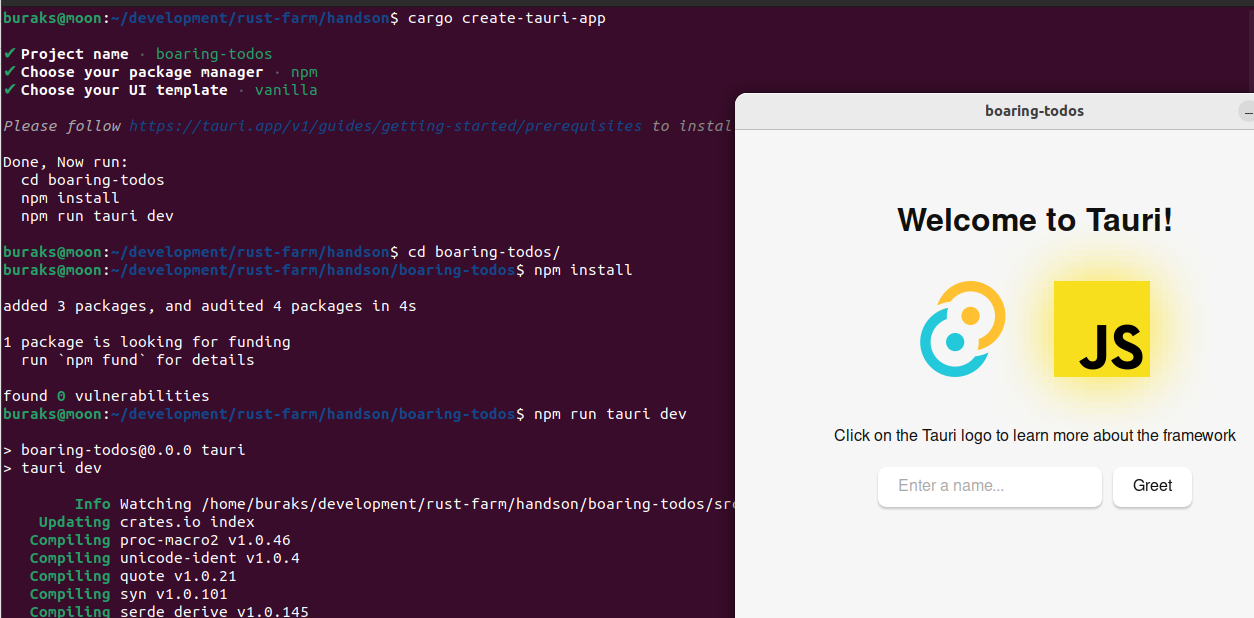 buraks@moon:~/development/rust-farm/handson$ cargo create-tauri-app
✔ Project name · boaring-todos
✔ Choose your package manager · npm
✔ Choose your UI template · vanilla
Please follow https://tauri.app/v1/guides/getting-started/prerequisites to instal
Done, Now run:
cd boaring-todos
npm install
npm run tauri dev
buraks@moon:~/development/rust-farm/handson$ cd boaring-todos/
buraks@moon:~/development/rust-farm/handson/boaring-todos$ npm install
added 3 packages, and audited 4 packages in 4s
1 package is looking for funding
run `npm fund` for details
found 0 vulnerabilities
buraks@moon:~/development/rust-farm/handson/boaring-todos$ npm run tauri dev
> boaring-todos@0.0.0 tauri
> tauri dev
Info Watching /home/buraks/development/rust-farm/handson/boaring-todos/src
Updating crates.io index
Compiling proc-macro2 v1.0.46
Compiling unicode-ident v1.0.4
Compiling quote v1.0.21
Compiling syn v1.0.101
Compiling serde_derive v1.0.145
boaring-todos
Welcome to Tauri!
JS
Click on the Tauri logo to learn more about the framework
Enter a name...
Greet